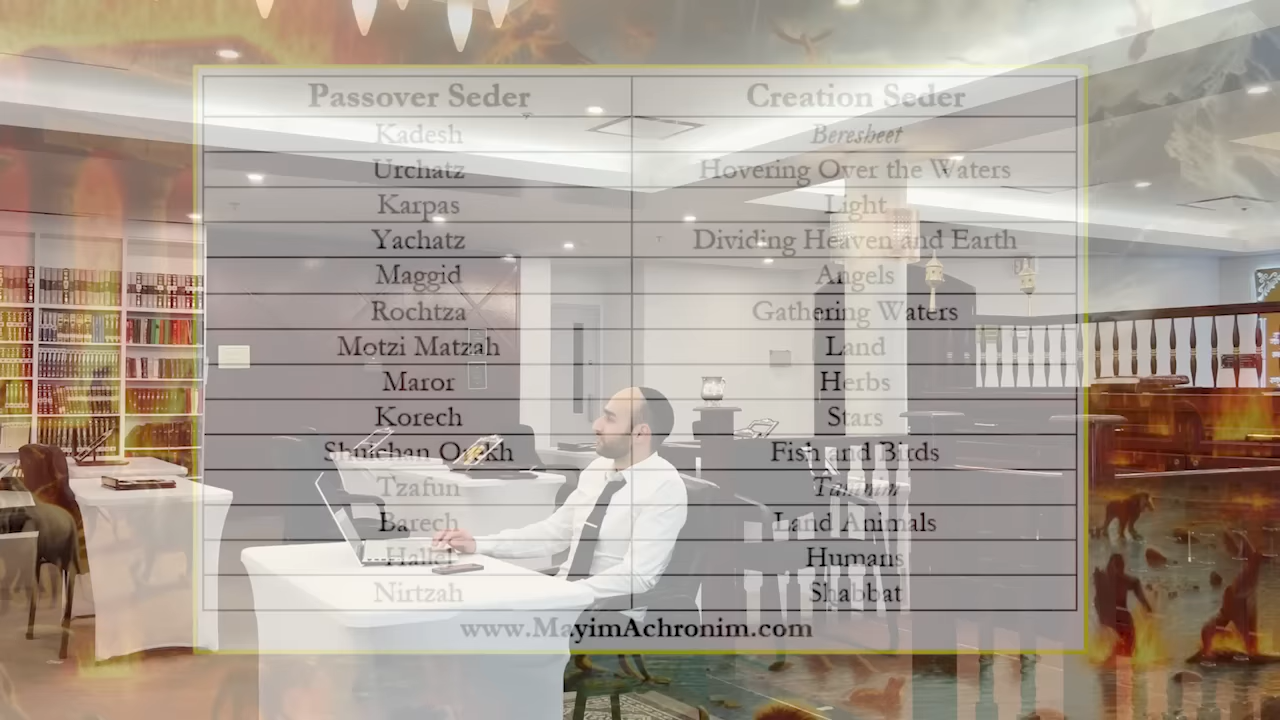 Passover Seder Creation Seder
Kadesh Beresheet
Urchatz Hovering Over the Waters
Karpas Light
Yachatz Dividing Heaven and Earth
Maggid Angels
Rochtza Gathering Waters
Motzi Matzah Land
Maror Herbs
Korech Stars
Shulchan Orekh Fish and Birds
Tzafun Taninim
Barech Land Animals
Hallel Humans
Nirtzah Shabbat
www.MayimAchronim.com